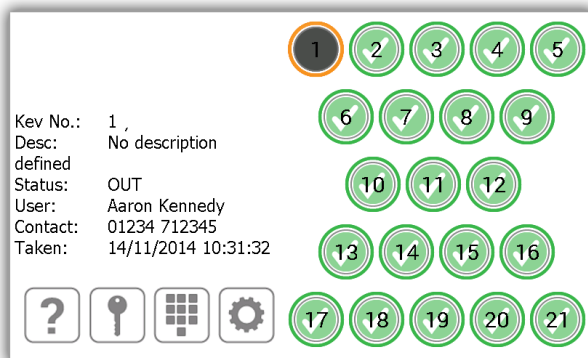 1 2 3 4 5
6 7 8 9
10 11 12
13 14 15 16
17 18 19 20 21
Kev No.: 1 ,
Desc: No description
defined
Status: OUT
User: Aaron Kennedy
Contact: 01234 712345
Taken: 14/11/2014 10:31:32
?